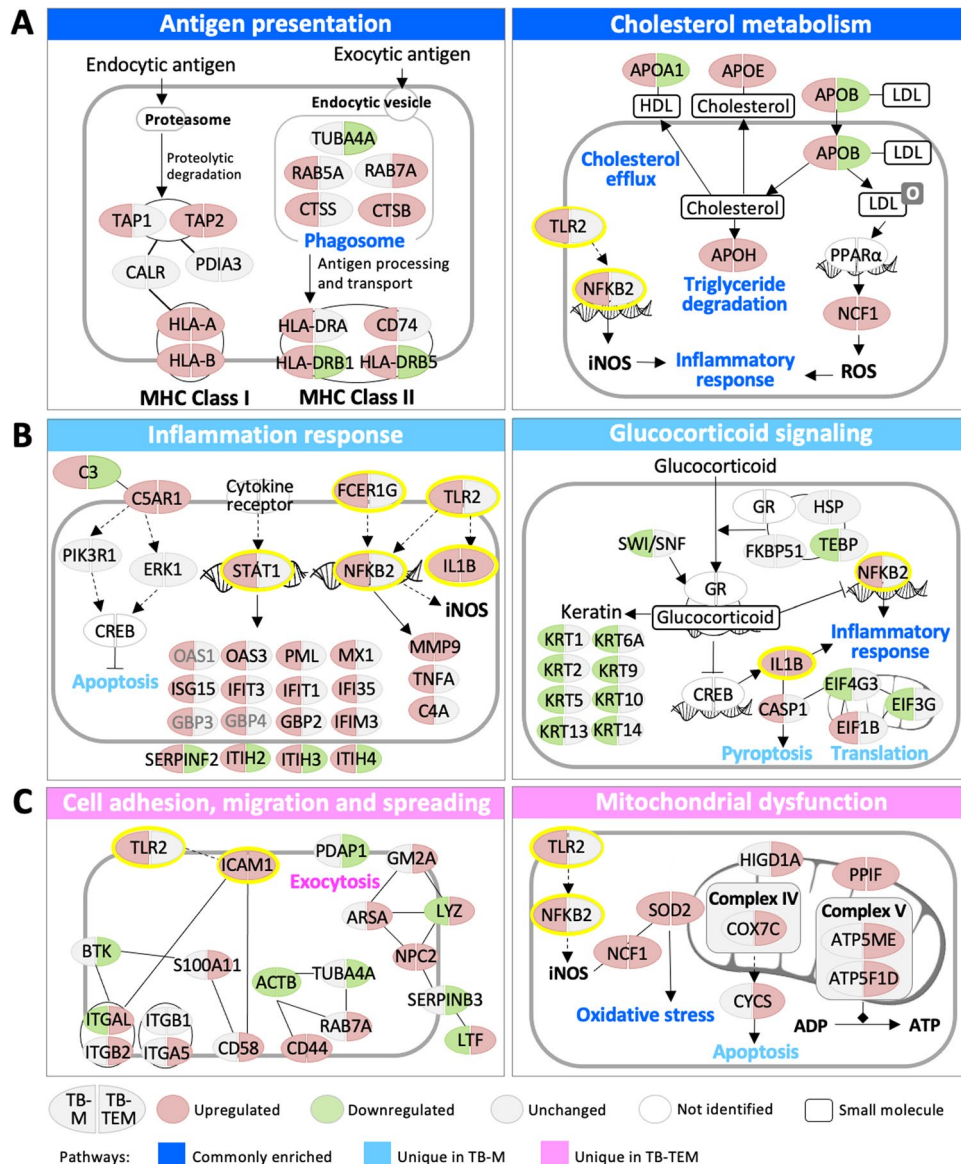 A
Antigen presentation
Endocytic antigen
Exocytic antigen
Proteasome
Endocytic vesicle
TUBA4A
Proteolytic
degradation
RAB5A
RAB7A
CTSS
CTSB
TAP1
TAP2
Phagosome
CALR
PDIA3
Antigen processing
and transport
HLA-A
HLA-DRA
CD74
HLA-B
HLA-DRB1
HLA-DRB5
MHC Class I
MHC Class II
Cholesterol metabolism
APOA1
APOE
APOB
LDL
HDL
Cholesterol
APOB
LDL
Cholesterol
efflux
Cholesterol
LDL
O
TLR2
APOH
PPARα
NFKB2
Triglyceride
degradation
NCF1
iNOS
Inflammatory
response
ROS
B
Inflammation response
C3
C5AR1
Cytokine
receptor
FCER1G
TLR2
PIK3R1
ERK1
STAT1
NFKB2
IL1B
iNOS
CREB
Apoptosis
OAS1
OAS3
PML
MX1
MMP9
ISG15
IFIT3
IFIT1
IFI35
TNFA
GBP3
GBP4
GBP2
IFIM3
C4A
SERPINF2
ITIH2
ITIH3
ITIH4
Glucocorticoid signaling
Glucocorticoid
GR
HSP
SWI/SNF
FKBP51
TEBP
GR
NFKB2
Keratin
Glucocorticoid
KRT1
KRT6A
Inflammatory
response
KRT2
KRT9
IL1B
KRT5
KRT10
CREB
CASP1
EIF4G3
EIF3G
KRT13
KRT14
EIF1B
Pyroptosis
Translation
C
Cell adhesion, migration and spreading
TLR2
ICAM1
PDAP1
GM2A
Exocytosis
ARSA
LYZ
BTK
S100A11
NPC2
ACTB
TUBA4A
SERPINB3
ITGAL
ITGB1
RAB7A
LTF
ITGB2
ITGA5
CD58
CD44
Mitochondrial dysfunction
TLR2
HIGD1A
PPIF
Complex IV
Complex V
NFKB2
SOD2
COX7C
ATP5ME
iNOS
NCF1
ATP5F1D
CYCS
Oxidative stress
ADP
ATP
Apoptosis
TB-
M
TB-
TEM
Upregulated
Downregulated
Unchanged
Not identified
Small molecule
Pathways:
Commonly enriched
Unique in TB-M
Unique in TB-TEM